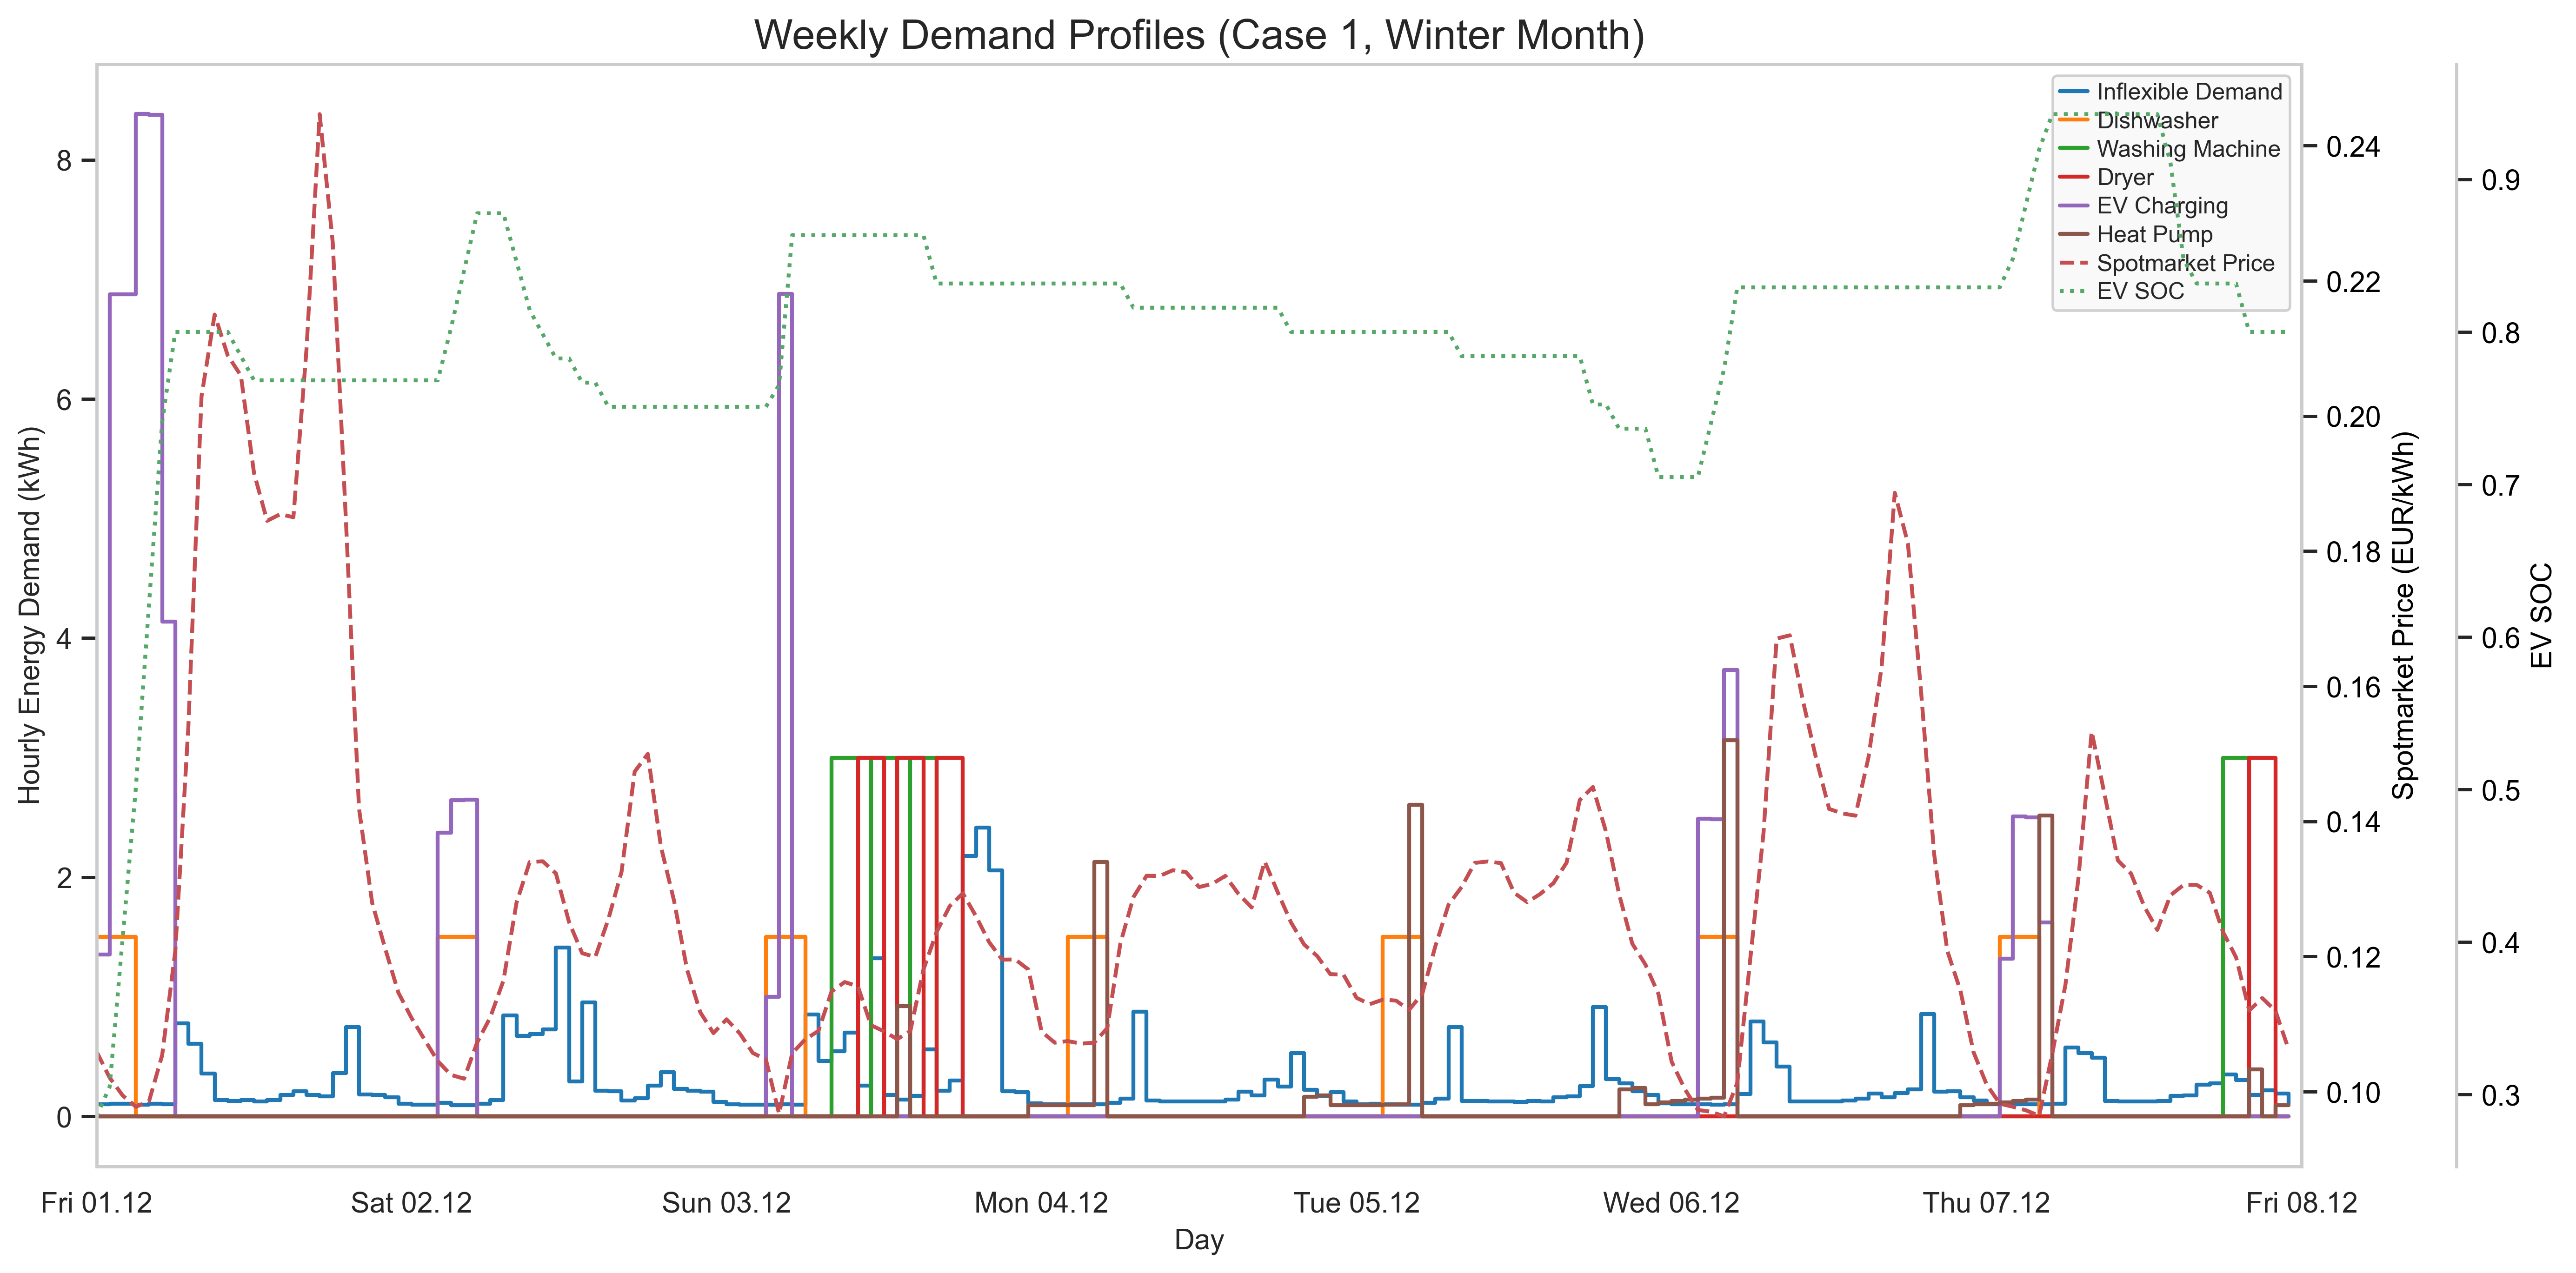 Weekly Demand Profiles (Case 1, Winter Month)
Hourly Energy Demand (kWh)
8
6
4
2
0
Inflexible Demand
Dishwasher
Washing Machine
Dryer
EV Charging
Heat Pump
Spotmarket Price
EV SOC
0.24
0.22
0.20
0.18
0.16
0.14
0.12
0.10
Spotmarket Price (EUR/kWh)
0.9
0.8
0.7
0.6
0.5
0.4
0.3
EV SOC
Fri 01.12 Sat 02.12 Sun 03.12 Mon 04.12 Tue 05.12 Wed 06.12 Thu 07.12 Fri 08.12
Day